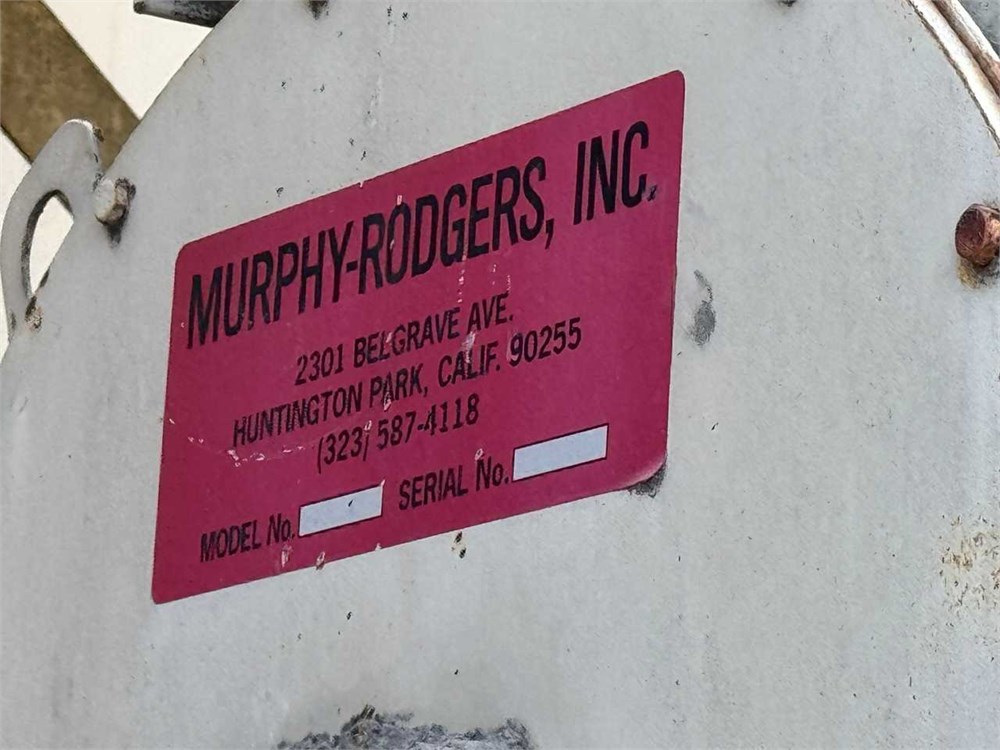 MURPHY-RODGERS, INC.
2301 BELGRAVE AVE.
HUNTINGTON PARK, CALIF. 90255
(323) 587-4118
MODEL No. SERIAL No.